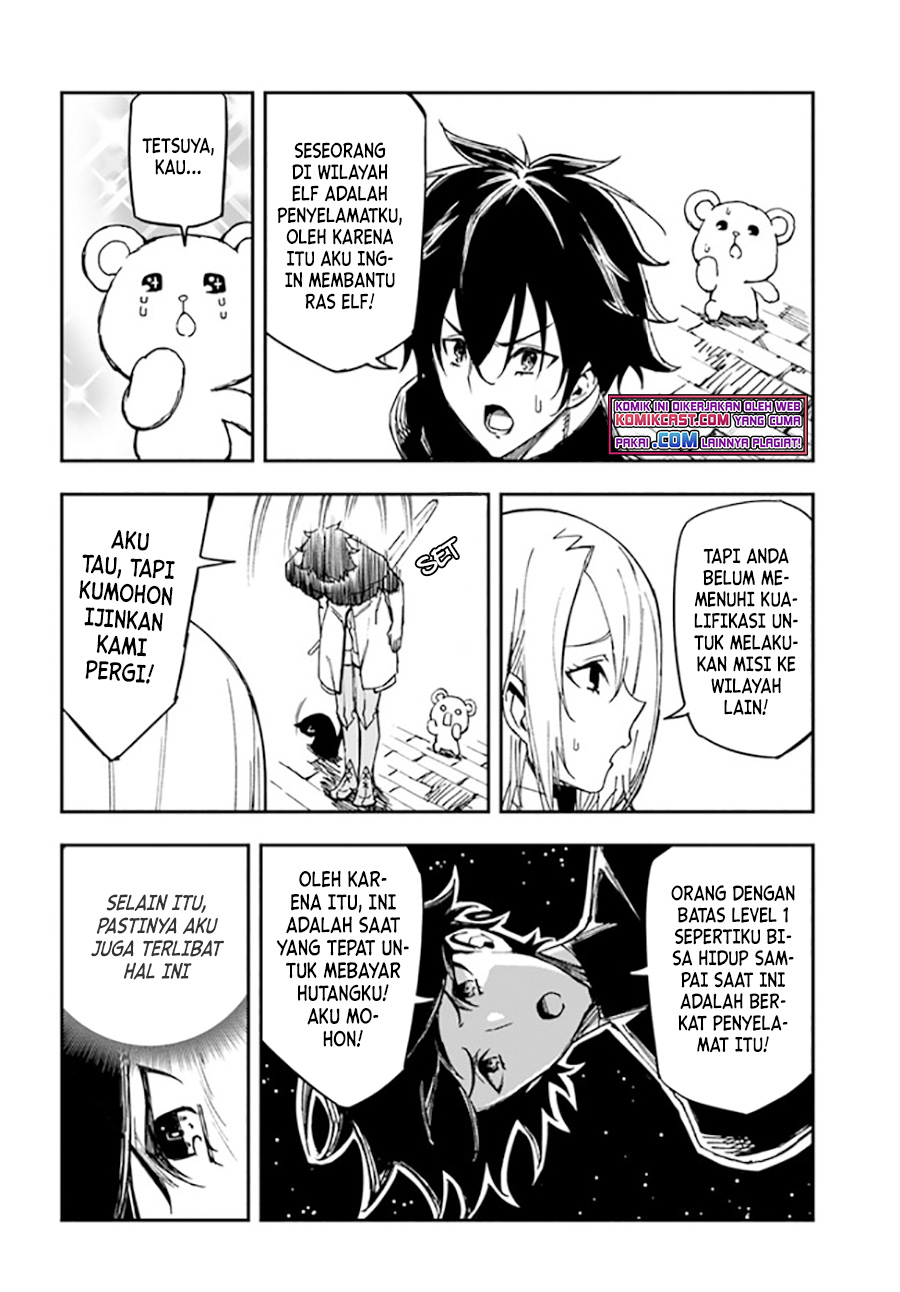 SESEORANG
DI WILAYAH
ELF ADALAH
PENYELAMATKU,
OLEH KARENA
ITU AKU ING-
IN MEMBANTU
RAS ELF!
TETSUYA,
KAU...
KOMIK INI DIKERJAKAN OLEH WEB
KOMIKCAST.COM YANG CUMA
PAKAI .COM LAINNYA PLAGIAT!
TAPI ANDA
BELUM ME-
MENUHI KUA-
LIFIKASI UN-
TUK MELAKU-
KAN MISI KE
WILAYAH
LAIN!
SET
AKU
TAU, TAPI
KUMOHON
IJINKAN
KAMI
PERGI!
ORANG DENGAN
BATAS LEVEL 1
SEPERTIKU BI-
SA HIDUP SAM-
PAI SAAT INI
ADALAH BER-
KAT PENYELA-
MAT ITU!
OLEH KAR-
ENA ITU, INI
ADALAH SAAT
YANG TEPAT UN-
TUK MEBAYAR
HUTANGKU!
AKU MO-
HON!
SELAIN ITU,
PASTINYA AKU
JUGA TERLIBAT
HAL INI